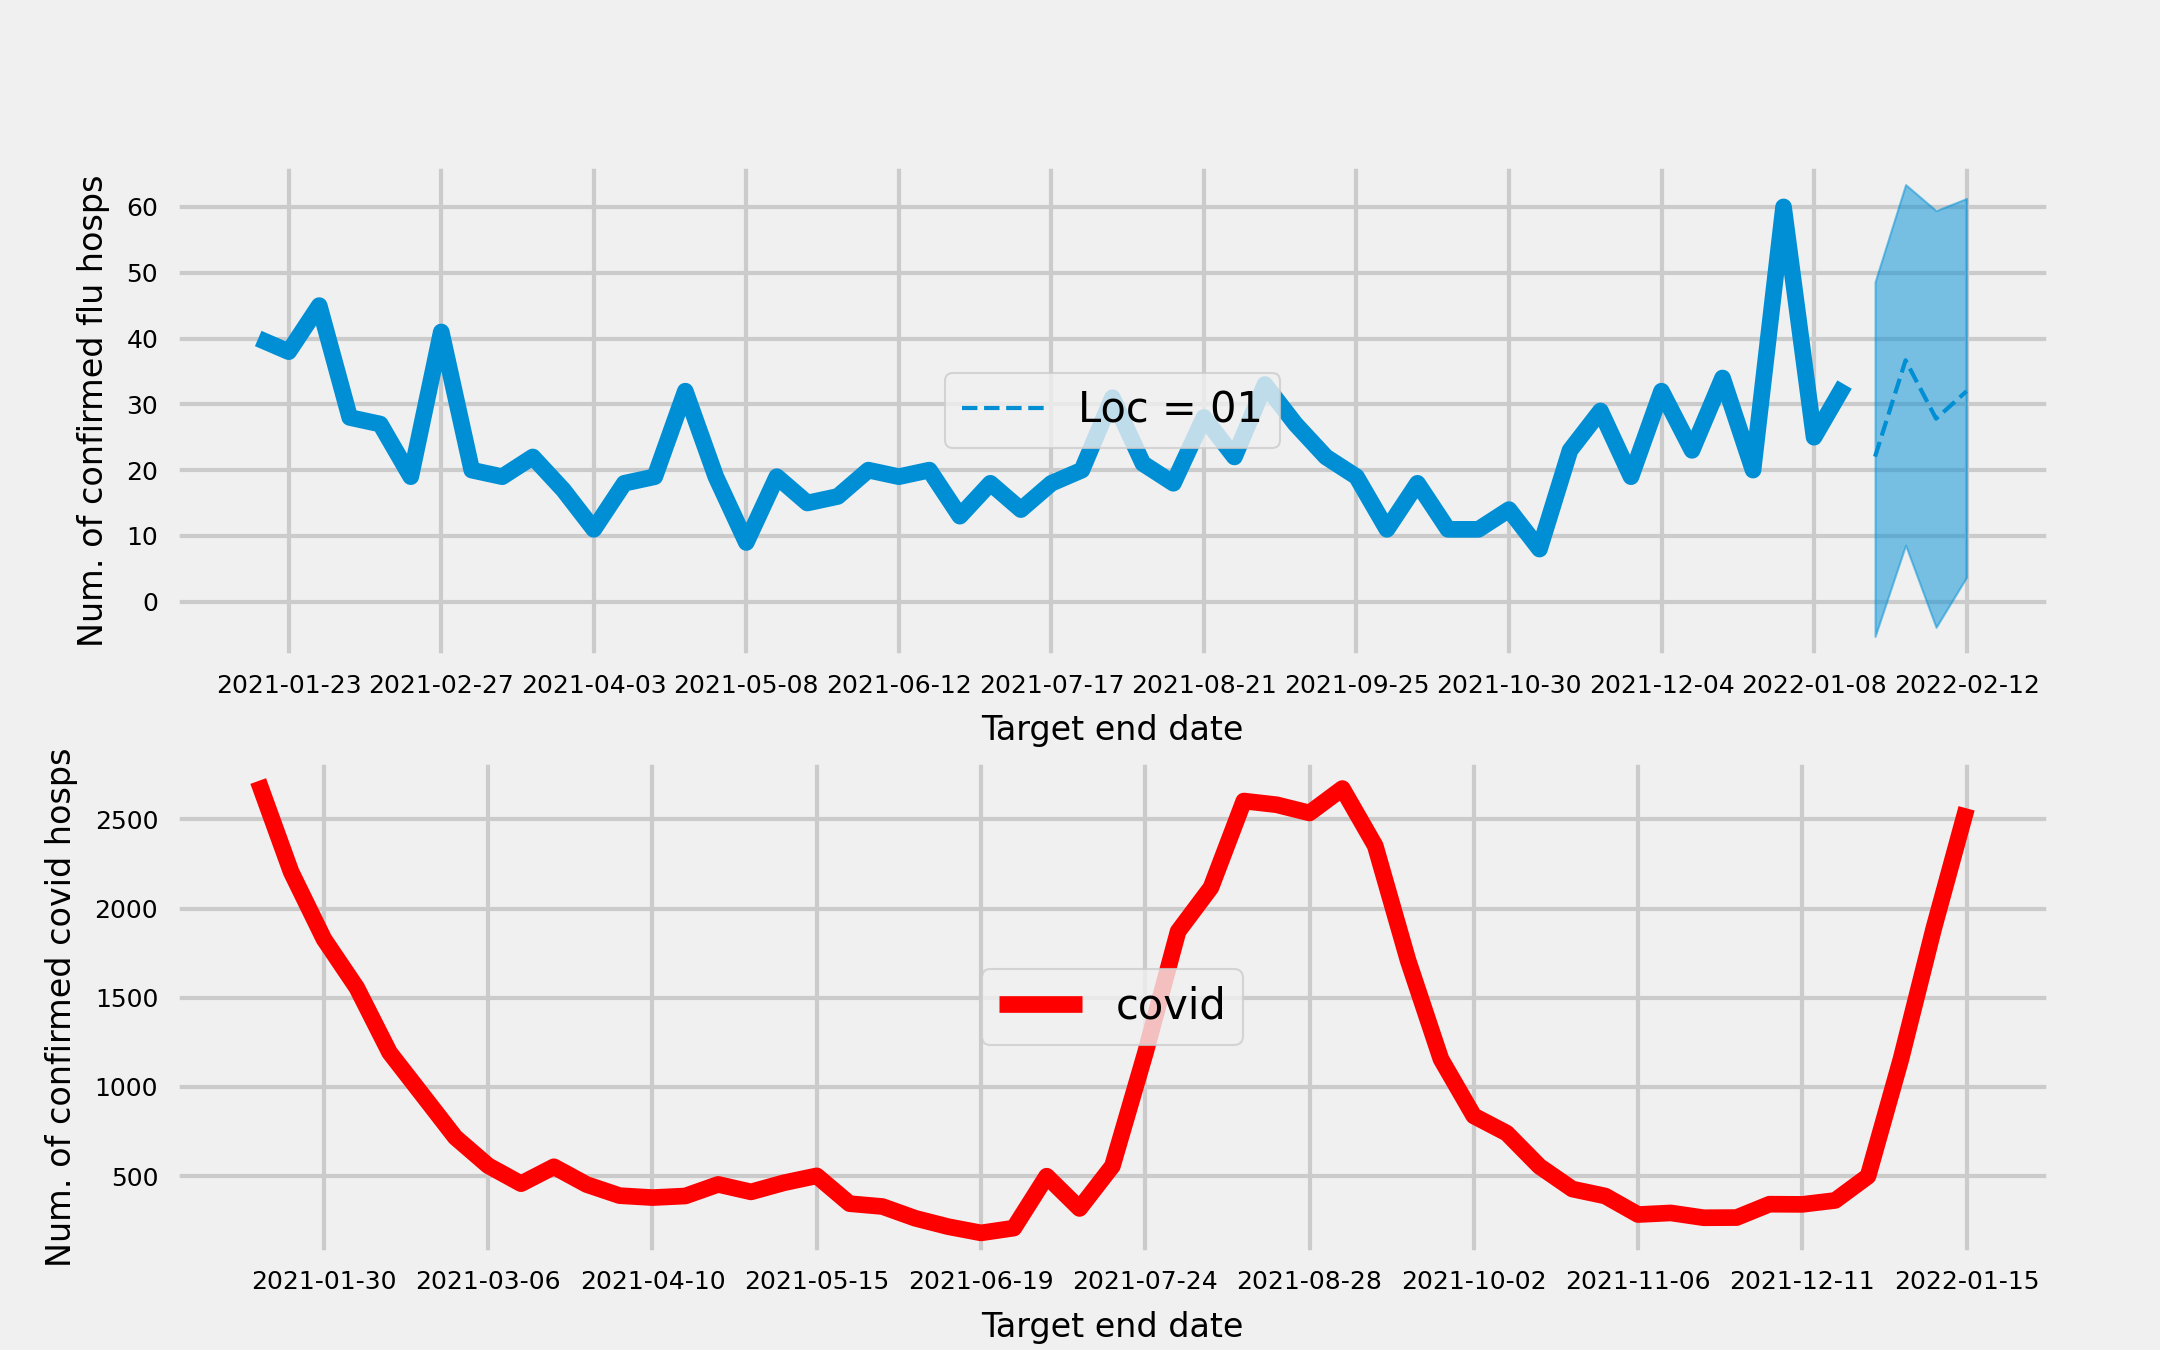 Num. of confirmed flu hosps
60
50
40
30
20
10
0
Loc = 01
2021-01-23 2021-02-27 2021-04-03 2021-05-08 2021-06-12 2021-07-17 2021-08-21 2021-09-25 2021-10-30 2021-12-04 2022-01-08 2022-02-12
Target end date
Num. of confirmed covid hosps
2500
2000
1500
1000
500
covid
2021-01-30 2021-03-06 2021-04-10 2021-05-15 2021-06-19 2021-07-24 2021-08-28 2021-10-02 2021-11-06 2021-12-11 2022-01-15
Target end date